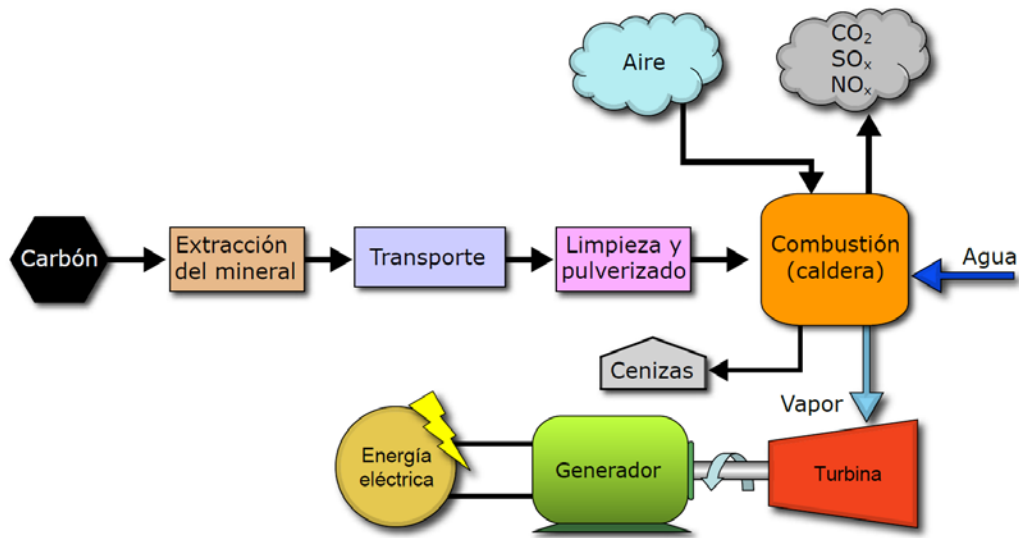 Aire
CO₂
SOₓ
NOₓ
Carbón
Extracción
del mineral
Transporte
Limpieza y
pulverizado
Combustión
(caldera)
Agua
Cenizas
Vapor
Energía
eléctrica
Generador
Turbina